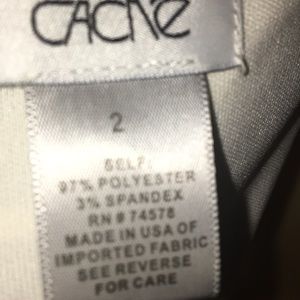 CACHE
2
SELF:
97% POLYESTER
3% SPANDEX
RN # 74578
MADE IN USA OF
IMPORTED FABRIC
SEE REVERSE
FOR CARE